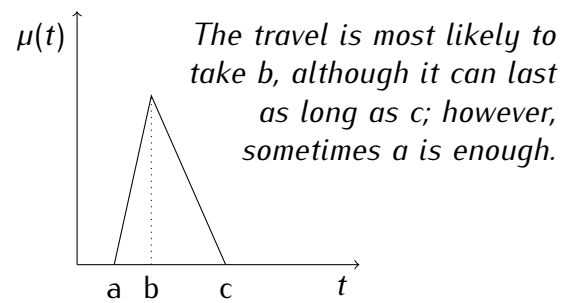 μ(t)
The travel is most likely to
take b, although it can last
as long as c; however,
sometimes a is enough.
a b c t